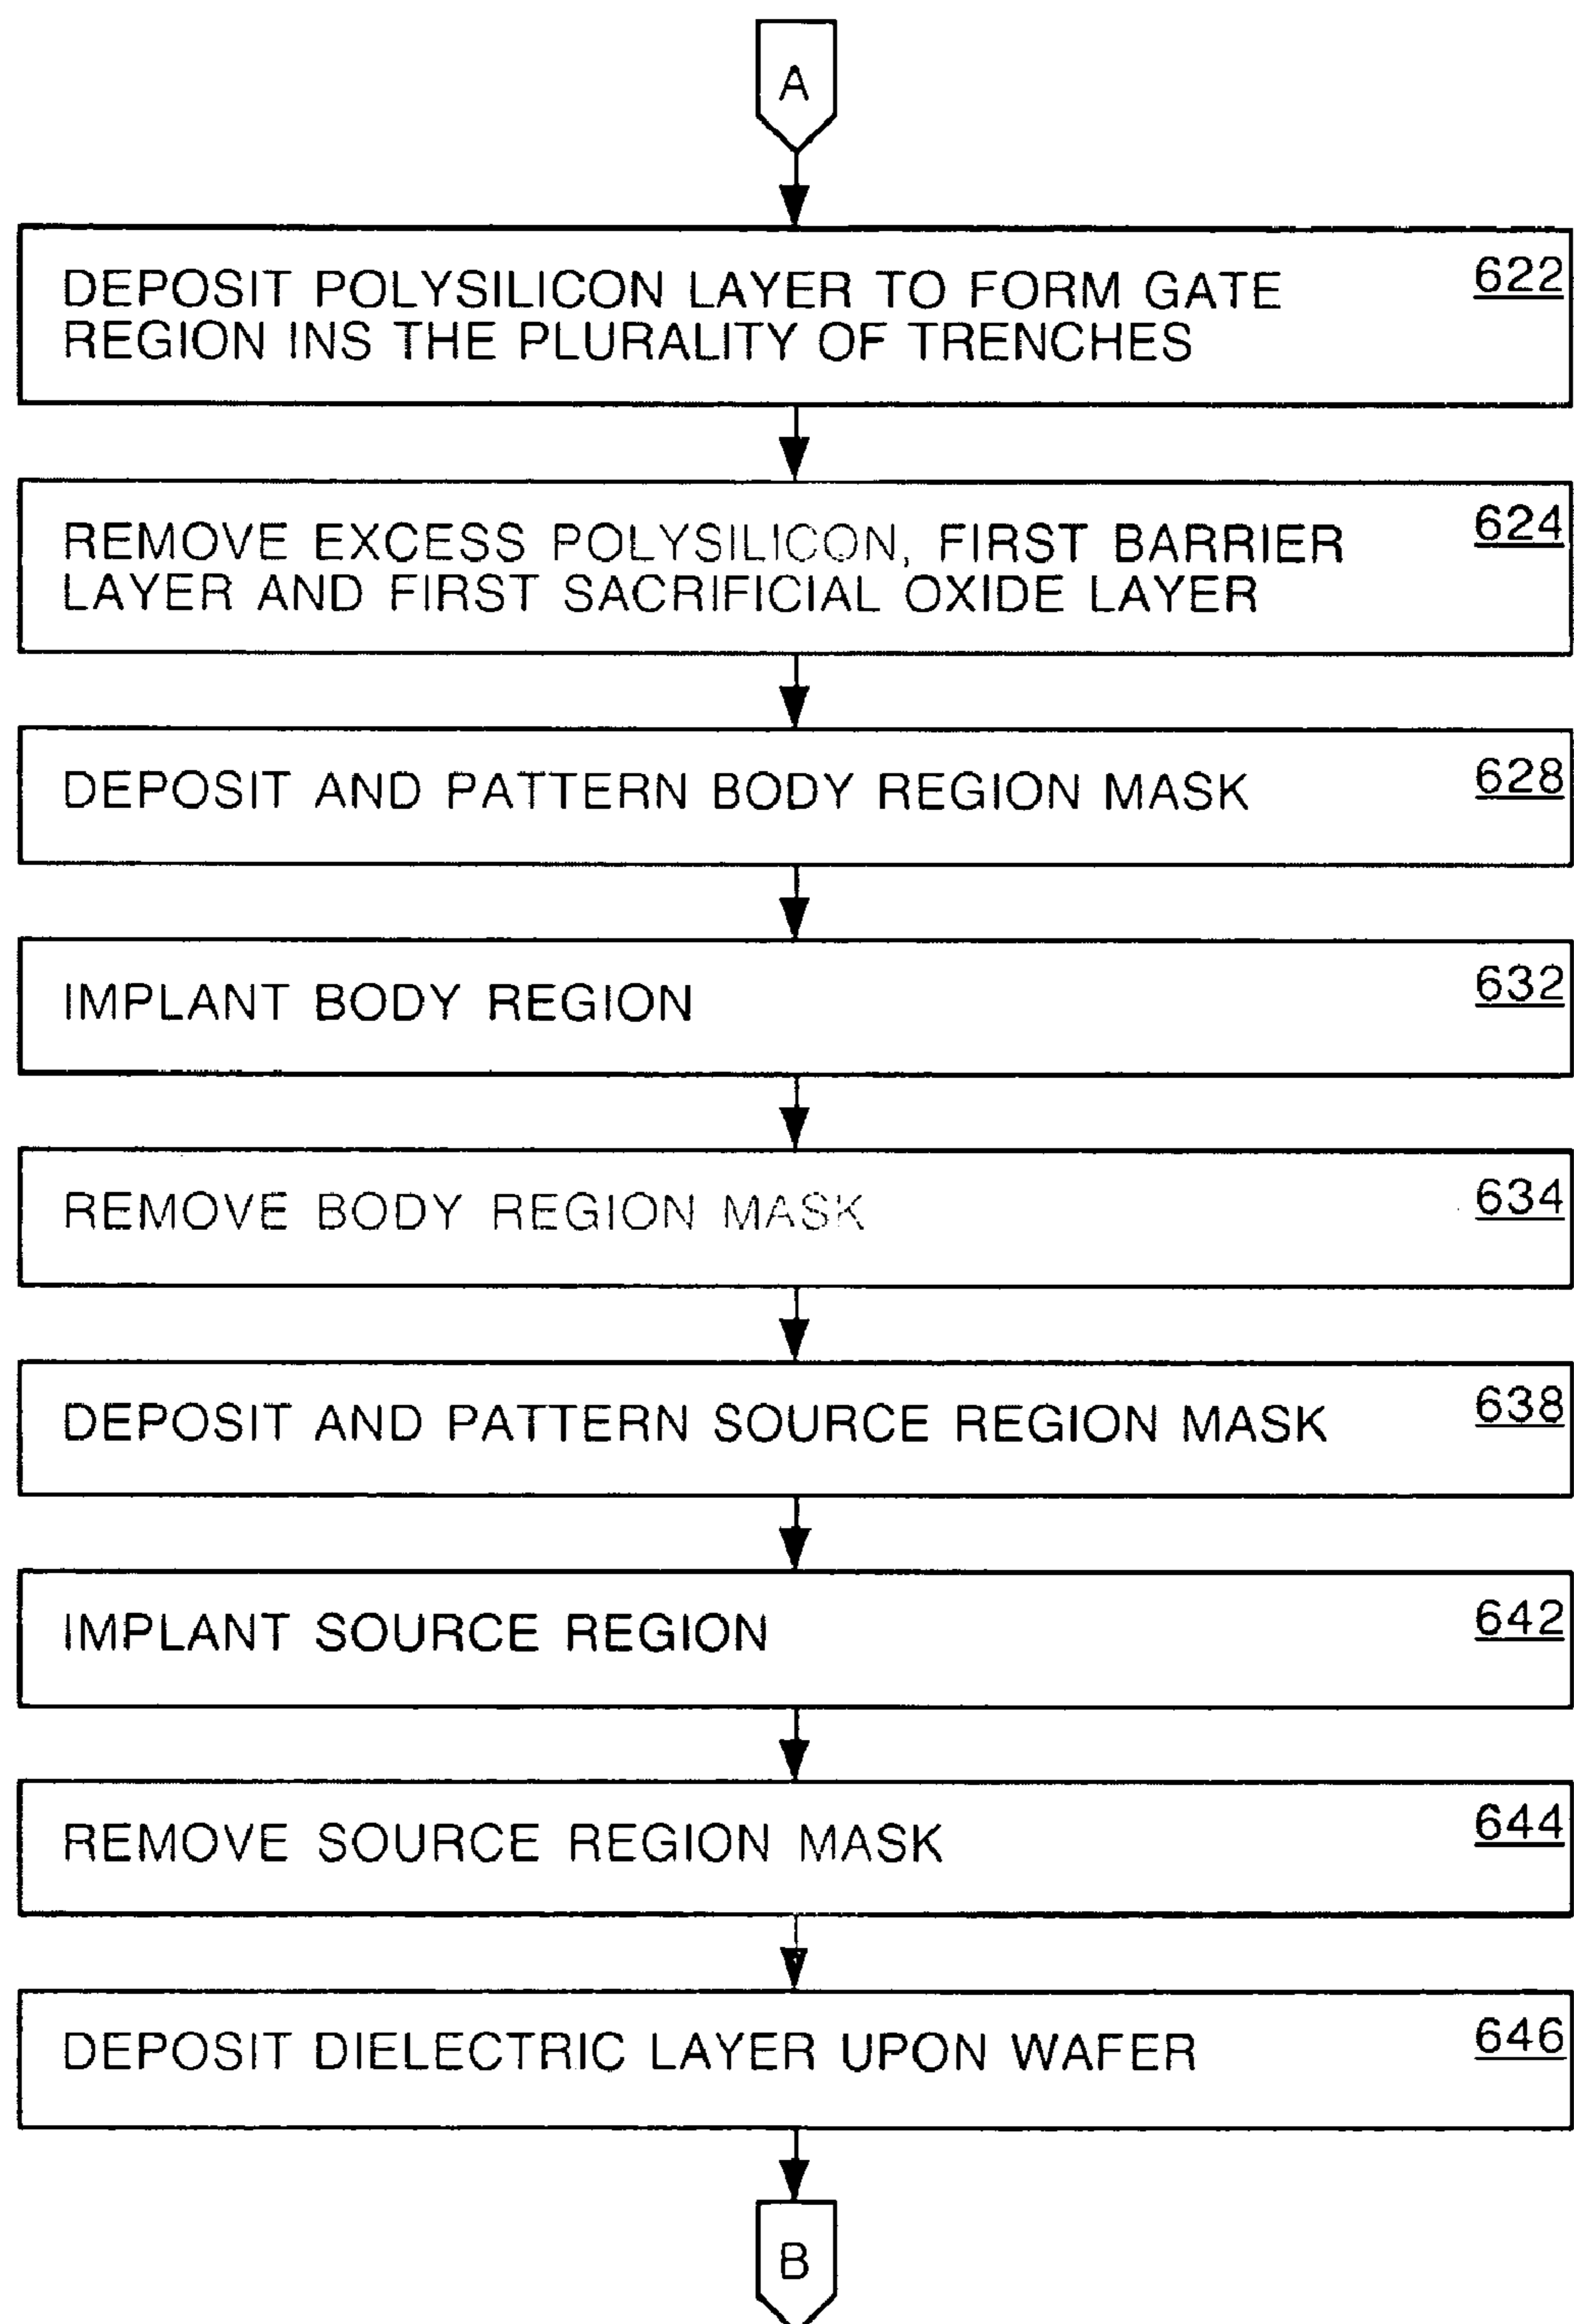 A
DEPOSIT POLYSILICON LAYER TO FORM GATE 622
REGION INS THE PLURALITY OF TRENCHES
REMOVE EXCESS POLYSILICON, FIRST BARRIER 624
LAYER AND FIRST SACRIFICIAL OXIDE LAYER
DEPOSIT AND PATTERN BODY REGION MASK 628
IMPLANT BODY REGION 632
REMOVE BODY REGION MASK 634
DEPOSIT AND PATTERN SOURCE REGION MASK 638
IMPLANT SOURCE REGION 642
REMOVE SOURCE REGION MASK 644
DEPOSIT DIELECTRIC LAYER UPON WAFER 646
B